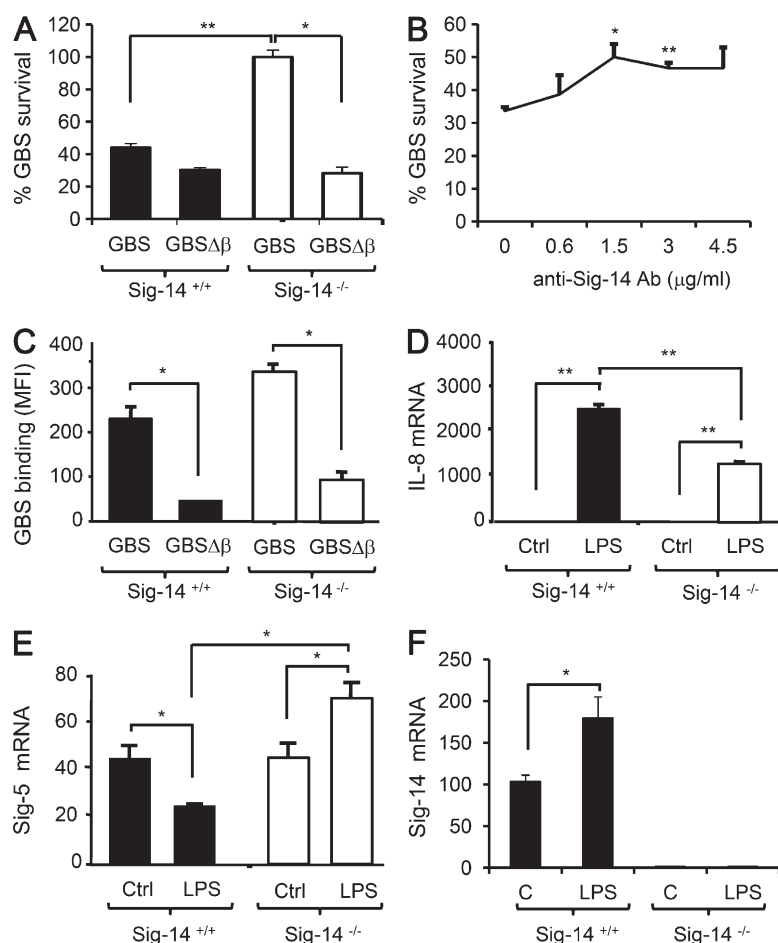 A
% GBS survival
120
100
80
60
40
20
0
**
*
GBS
GBSΔβ
GBS
GBSΔβ
Sig-14 +/+
Sig-14 -/-
B
% GBS survival
60
50
40
30
20
10
0
*
**
0
0.6
1.5
3
4.5
anti-Sig-14 Ab (μg/ml)
C
GBS binding (MFI)
400
300
200
100
0
*
*
GBS
GBSΔβ
GBS
GBSΔβ
Sig-14 +/+
Sig-14 -/-
D
IL-8 mRNA
4000
3000
2000
1000
0
**
**
**
Ctrl
LPS
Ctrl
LPS
Sig-14 +/+
Sig-14 -/-
E
Sig-5 mRNA
80
60
40
20
0
*
*
*
Ctrl
LPS
Ctrl
LPS
Sig-14 +/+
Sig-14 -/-
F
Sig-14 mRNA
250
200
150
100
50
0
*
C
LPS
C
LPS
Sig-14 +/+
Sig-14 -/-